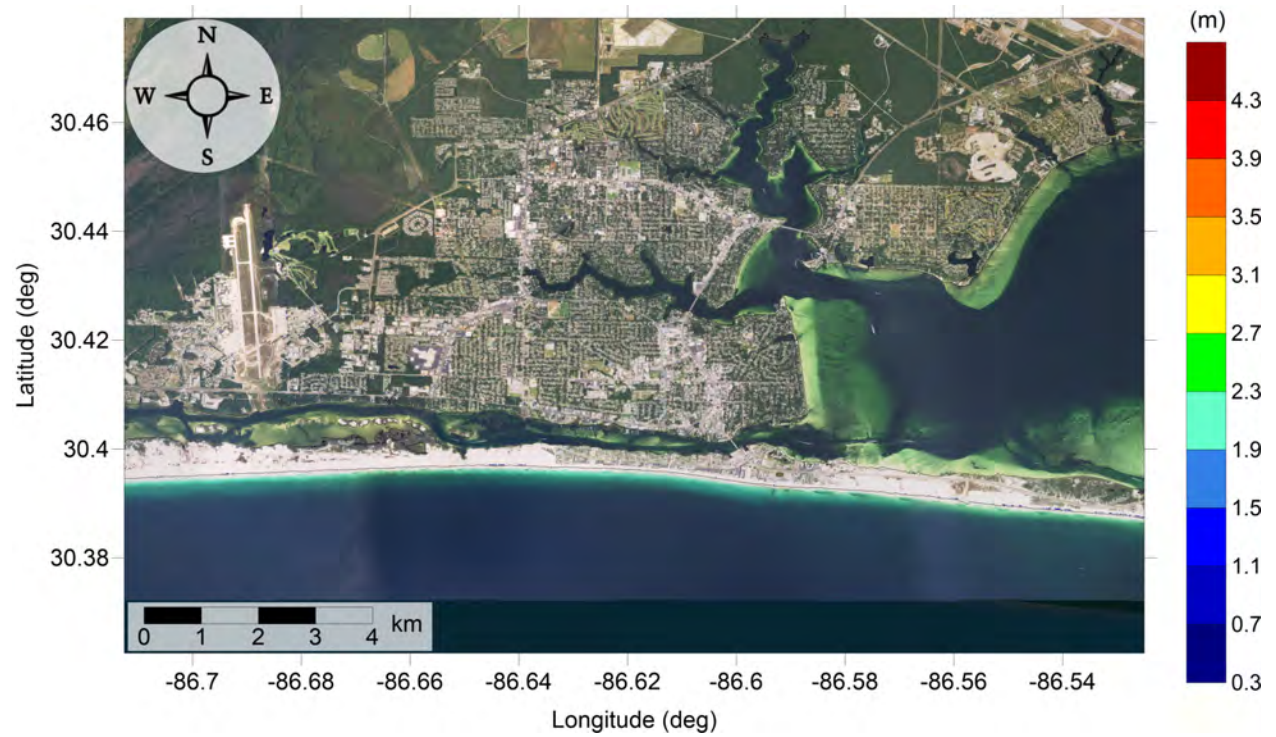 (m)
N
W E
S
4.3
3.9
3.5
3.1
2.7
2.3
1.9
1.5
1.1
0.7
0.3
30.46
30.44
30.42
30.4
30.38
Latitude (deg)
0 1 2 3 4 km
-86.7 -86.68 -86.66 -86.64 -86.62 -86.6 -86.58 -86.56 -86.54
Longitude (deg)